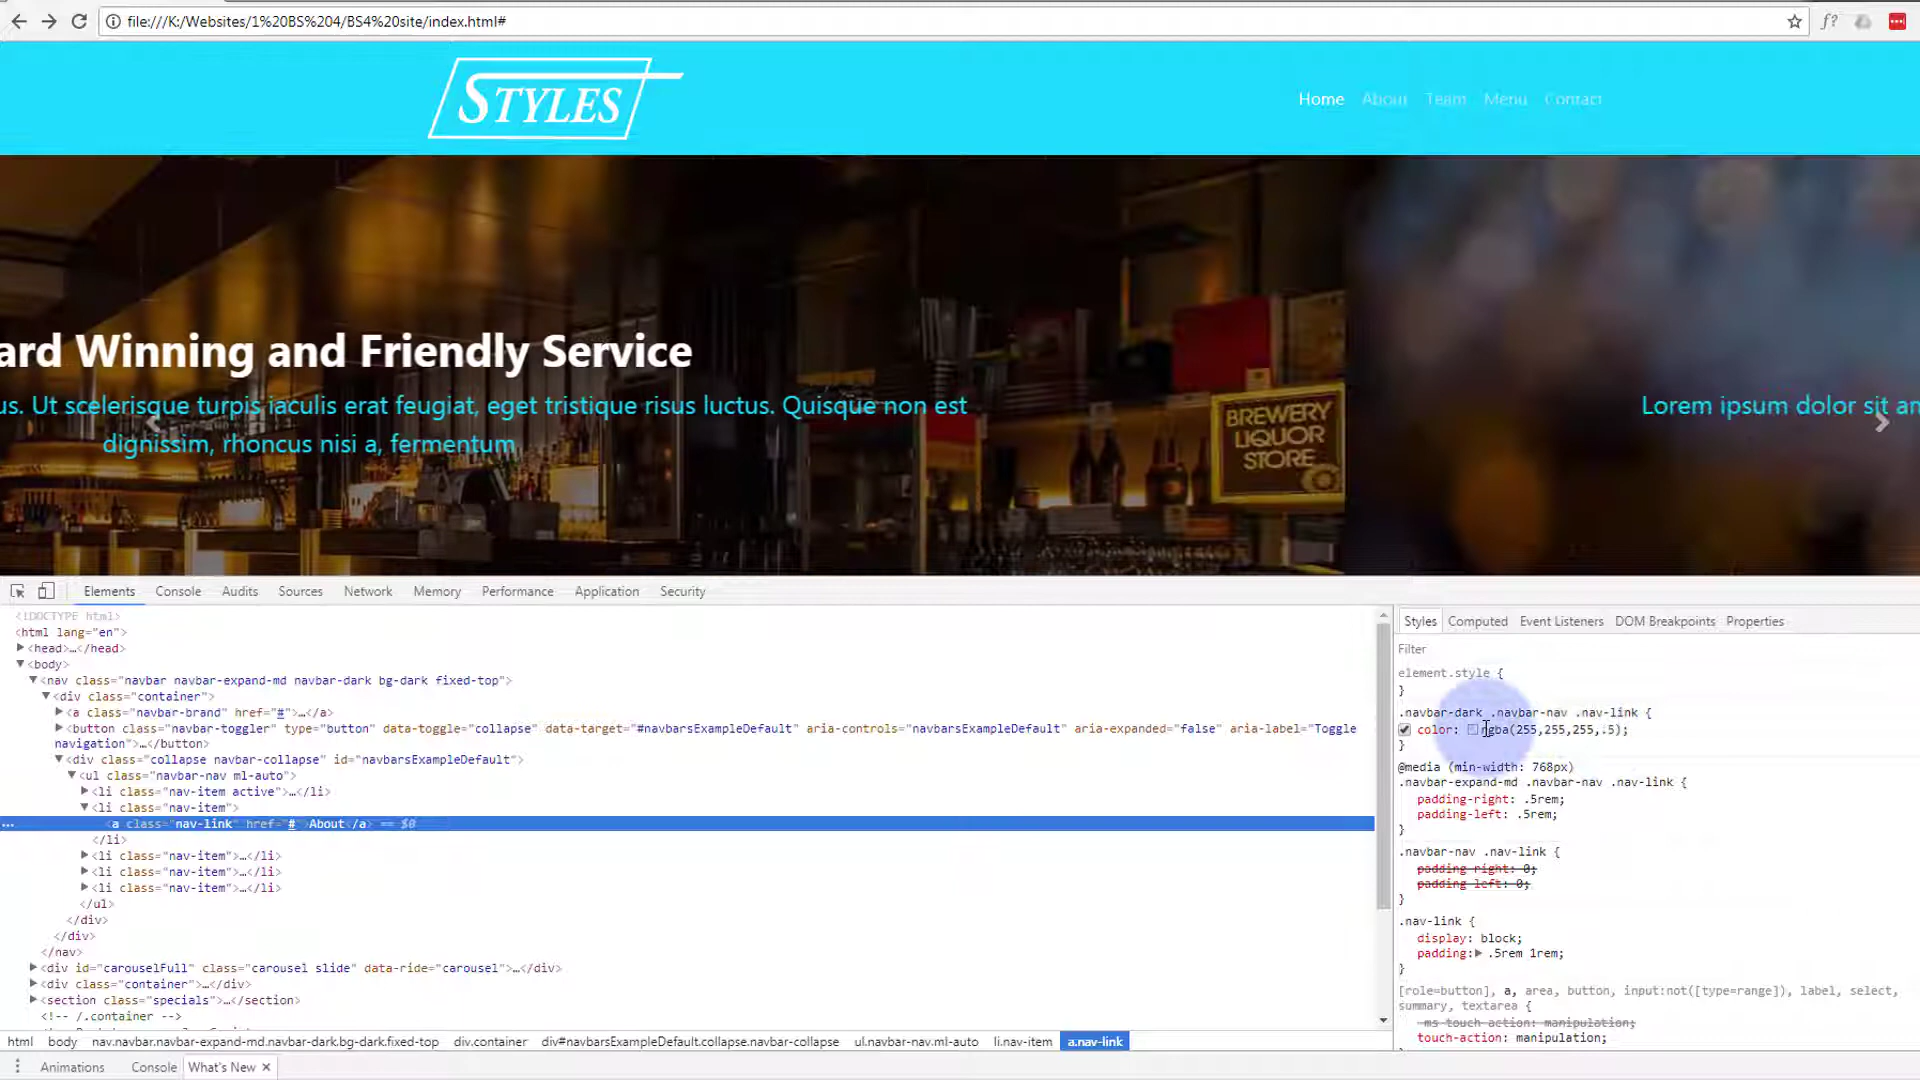 file:///K:/Websites/1%20BS%204/BS4%20site/index.html#
STYLES
Home About Team Menu Contact
ard Winning and Friendly Service
us. Ut scelerisque turpis iaculis erat feugiat, eget tristique risus luctus. Quisque non est
dignissim, rhoncus nisi a, fermentum
Lorem ipsum dolor sit am
BREWERY
LIQUOR
STORE
Elements Console Audits Sources Network Memory Performance Application Security
<!DOCTYPE html>
<html lang="en">
<head>…</head>
<body>
<nav class="navbar navbar-expand-md navbar-dark bg-dark fixed-top">
<div class="container">
<a class="navbar-brand" href="#">…</a>
<button class="navbar-toggler" type="button" data-toggle="collapse" data-target="#navbarsExampleDefault" aria-controls="navbarsExampleDefault" aria-expanded="false" aria-label="Toggle
navigation">…</button>
<div class="collapse navbar-collapse" id="navbarsExampleDefault">
<ul class="navbar-nav ml-auto">
<li class="nav-item active">…</li>
<li class="nav-item">
<a class="nav-link" href="#">About</a> == $0
</li>
<li class="nav-item">…</li>
<li class="nav-item">…</li>
<li class="nav-item">…</li>
</ul>
</div>
</div>
</nav>
<div id="carouselFull" class="carousel slide" data-ride="carousel">…</div>
<div class="container">…</div>
<section class="specials">…</section>
<!-- /.container -->
html body nav.navbar.navbar-expand-md.navbar-dark.bg-dark.fixed-top div.container div#navbarsExampleDefault.collapse.navbar-collapse ul.navbar-nav.ml-auto li.nav-item a.nav-link
Animations Console What's New ×
Styles Computed Event Listeners DOM Breakpoints Properties
Filter
element.style {
}
.navbar-dark .navbar-nav .nav-link {
color: rgba(255,255,255,.5);
}
@media (min-width: 768px)
.navbar-expand-md .navbar-nav .nav-link {
padding-right: .5rem;
padding-left: .5rem;
}
.navbar-nav .nav-link {
padding-right: 0;
padding-left: 0;
}
.nav-link {
display: block;
padding: .5rem 1rem;
}
[role=button], a, area, button, input:not([type=range]), label, select,
summary, textarea {
-ms-touch-action: manipulation;
touch-action: manipulation;